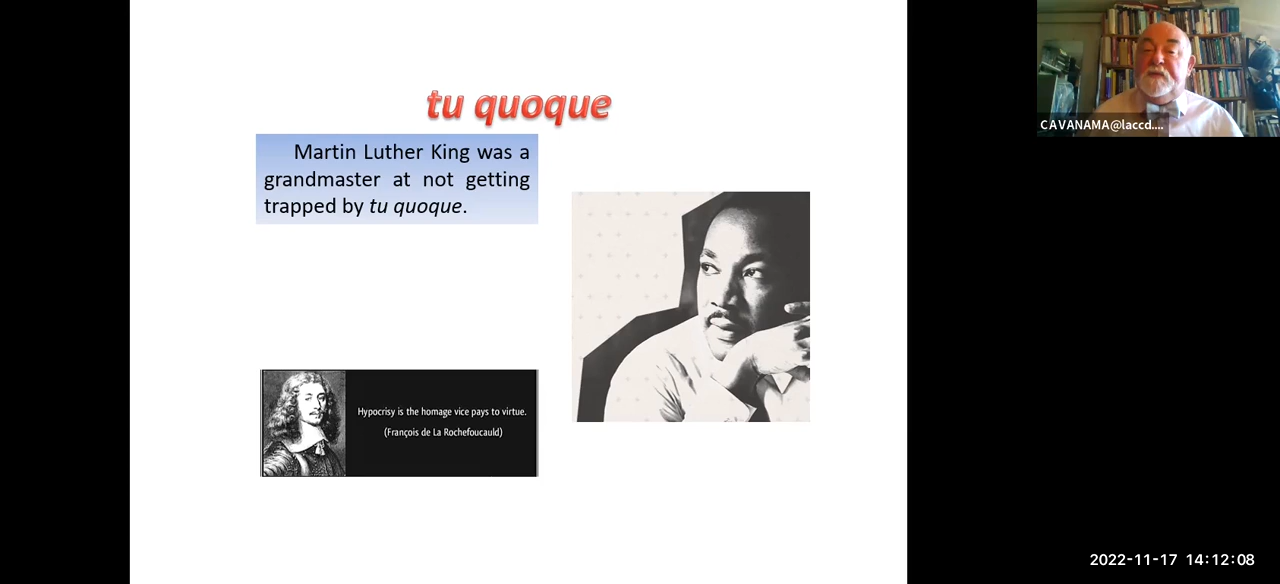 tu quoque
Martin Luther King was a
grandmaster at not getting
trapped by tu quoque.
Hypocrisy is the homage vice pays to virtue.
(François de La Rochefoucauld)
CAVANAMA@laccd....
2022-11-17 14:12:08